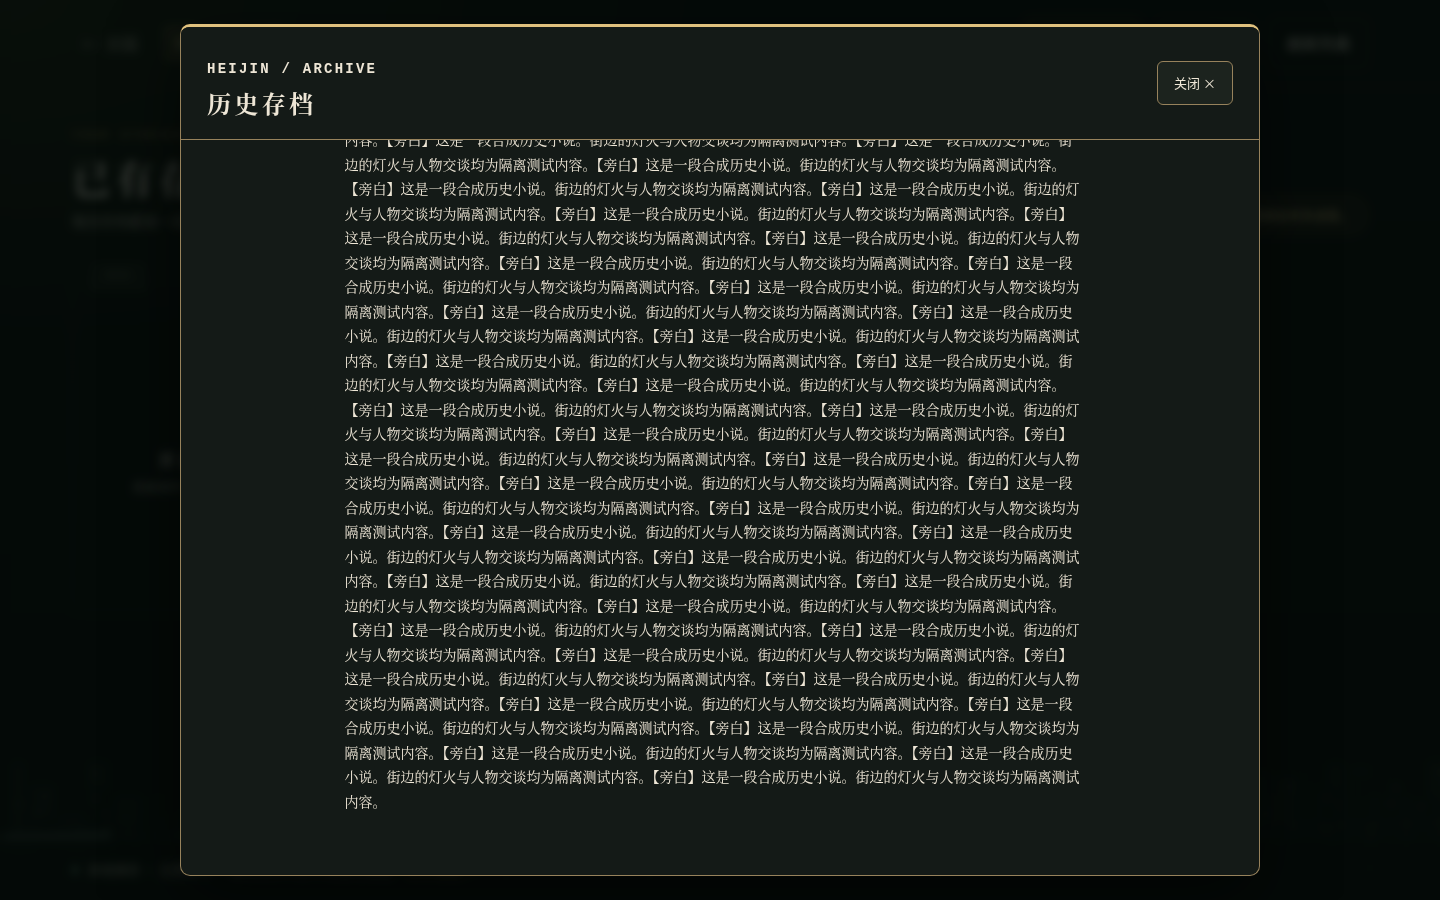 HEIJIN / ARCHIVE
历史存档
关闭 ×
内容。【旁白】这是一段合成历史小说。街边的灯火与人物交谈均为隔离测试内容。【旁白】这是一段合成历史小说。街
边的灯火与人物交谈均为隔离测试内容。【旁白】这是一段合成历史小说。街边的灯火与人物交谈均为隔离测试内容。
【旁白】这是一段合成历史小说。街边的灯火与人物交谈均为隔离测试内容。【旁白】这是一段合成历史小说。街边的灯
火与人物交谈均为隔离测试内容。【旁白】这是一段合成历史小说。街边的灯火与人物交谈均为隔离测试内容。【旁白】
这是一段合成历史小说。街边的灯火与人物交谈均为隔离测试内容。【旁白】这是一段合成历史小说。街边的灯火与人物
交谈均为隔离测试内容。【旁白】这是一段合成历史小说。街边的灯火与人物交谈均为隔离测试内容。【旁白】这是一段
合成历史小说。街边的灯火与人物交谈均为隔离测试内容。【旁白】这是一段合成历史小说。街边的灯火与人物交谈均为
隔离测试内容。【旁白】这是一段合成历史小说。街边的灯火与人物交谈均为隔离测试内容。【旁白】这是一段合成历史
小说。街边的灯火与人物交谈均为隔离测试内容。【旁白】这是一段合成历史小说。街边的灯火与人物交谈均为隔离测试
内容。【旁白】这是一段合成历史小说。街边的灯火与人物交谈均为隔离测试内容。【旁白】这是一段合成历史小说。街
边的灯火与人物交谈均为隔离测试内容。【旁白】这是一段合成历史小说。街边的灯火与人物交谈均为隔离测试内容。
【旁白】这是一段合成历史小说。街边的灯火与人物交谈均为隔离测试内容。【旁白】这是一段合成历史小说。街边的灯
火与人物交谈均为隔离测试内容。【旁白】这是一段合成历史小说。街边的灯火与人物交谈均为隔离测试内容。【旁白】
这是一段合成历史小说。街边的灯火与人物交谈均为隔离测试内容。【旁白】这是一段合成历史小说。街边的灯火与人物
交谈均为隔离测试内容。【旁白】这是一段合成历史小说。街边的灯火与人物交谈均为隔离测试内容。【旁白】这是一段
合成历史小说。街边的灯火与人物交谈均为隔离测试内容。【旁白】这是一段合成历史小说。街边的灯火与人物交谈均为
隔离测试内容。【旁白】这是一段合成历史小说。街边的灯火与人物交谈均为隔离测试内容。【旁白】这是一段合成历史
小说。街边的灯火与人物交谈均为隔离测试内容。【旁白】这是一段合成历史小说。街边的灯火与人物交谈均为隔离测试
内容。【旁白】这是一段合成历史小说。街边的灯火与人物交谈均为隔离测试内容。【旁白】这是一段合成历史小说。街
边的灯火与人物交谈均为隔离测试内容。【旁白】这是一段合成历史小说。街边的灯火与人物交谈均为隔离测试内容。
【旁白】这是一段合成历史小说。街边的灯火与人物交谈均为隔离测试内容。【旁白】这是一段合成历史小说。街边的灯
火与人物交谈均为隔离测试内容。【旁白】这是一段合成历史小说。街边的灯火与人物交谈均为隔离测试内容。【旁白】
这是一段合成历史小说。街边的灯火与人物交谈均为隔离测试内容。【旁白】这是一段合成历史小说。街边的灯火与人物
交谈均为隔离测试内容。【旁白】这是一段合成历史小说。街边的灯火与人物交谈均为隔离测试内容。【旁白】这是一段
合成历史小说。街边的灯火与人物交谈均为隔离测试内容。【旁白】这是一段合成历史小说。街边的灯火与人物交谈均为
隔离测试内容。【旁白】这是一段合成历史小说。街边的灯火与人物交谈均为隔离测试内容。【旁白】这是一段合成历史
小说。街边的灯火与人物交谈均为隔离测试内容。【旁白】这是一段合成历史小说。街边的灯火与人物交谈均为隔离测试
内容。